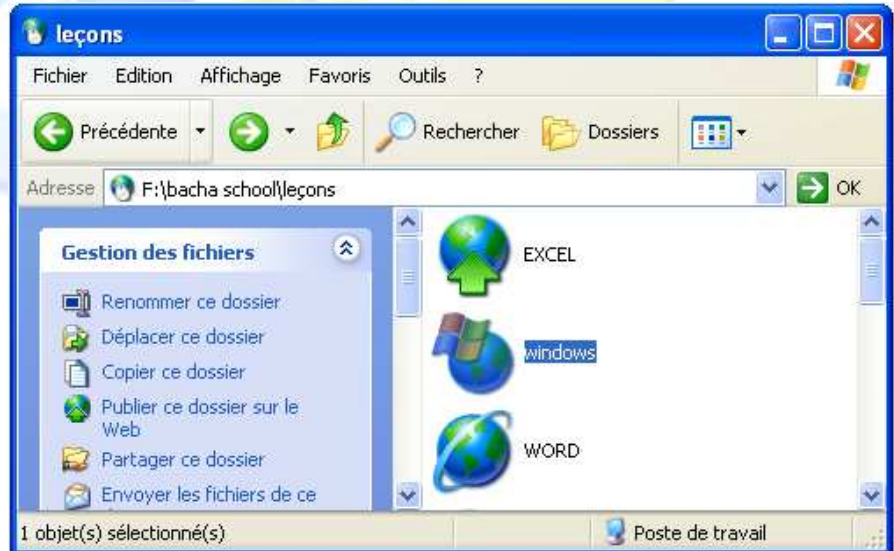 leçons
Fichier Edition Affichage Favoris Outils ?
Précédente Rechercher Dossiers
Adresse F:\bacha school\leçons OK
Gestion des fichiers
Renommer ce dossier
Déplacer ce dossier
Copier ce dossier
Publier ce dossier sur le
Web
Partager ce dossier
Envoyer les fichiers de ce
EXCEL
windows
WORD
1 objet(s) sélectionné(s) Poste de travail